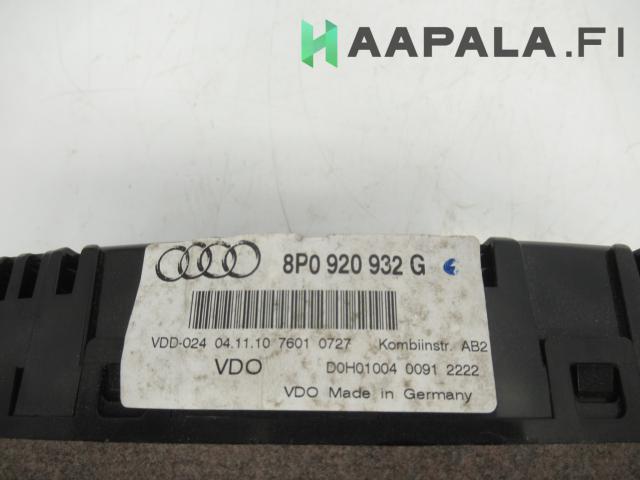 HAAPALA.FI
8P0 920 932 G
VDD-024 04.11.10 7601 0727 Kombiinstr. AB2
VDO D0H01004 0091 2222
VDO Made in Germany